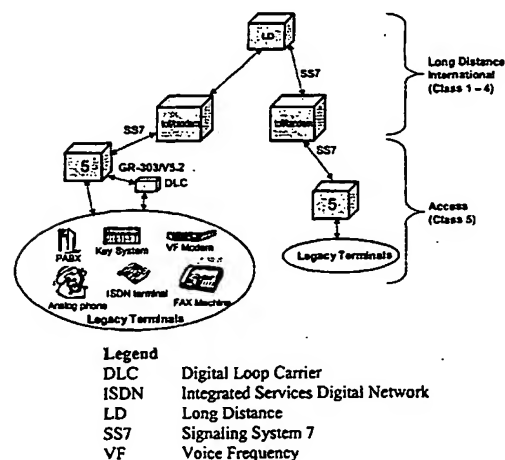 LD
SS7
Long Distance
International
(Class 1 – 4)
SS7
SS7
5
GR-303/V5-2
DLC
5
Access
(Class 5)
PABX
Key System
VF Modem
Legacy Terminals
Analog phone
ISDN terminal
FAX Machine
Legacy Terminals
Legend
DLC Digital Loop Carrier
ISDN Integrated Services Digital Network
LD Long Distance
SS7 Signaling System 7
VF Voice Frequency